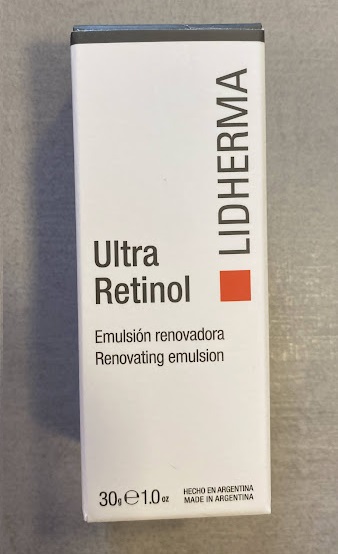 LIDHERMA
Ultra
Retinol
Emulsión renovadora
Renovating emulsion
30g ℮ 1.0 oz
HECHO EN ARGENTINA
MADE IN ARGENTINA